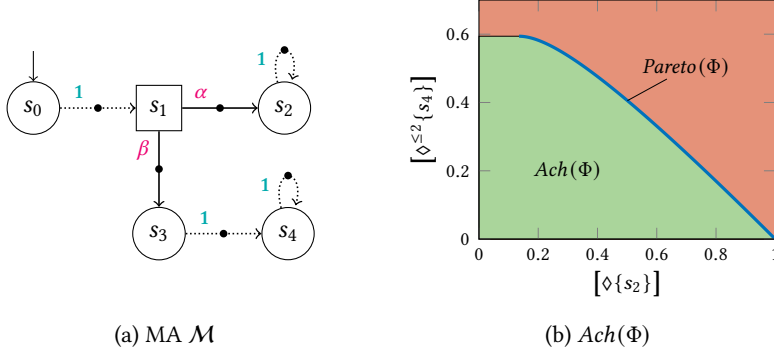 1
s₀
1
s₁
α
s₂
β
1
s₃
1
s₄
(a) MA ℳ
0.6
0.4
0.2
0
[◊≤2{s₄}]
Pareto(Φ)
Ach(Φ)
0
0.2
0.4
0.6
0.8
1
[◊{s₂}]
(b) Ach(Φ)